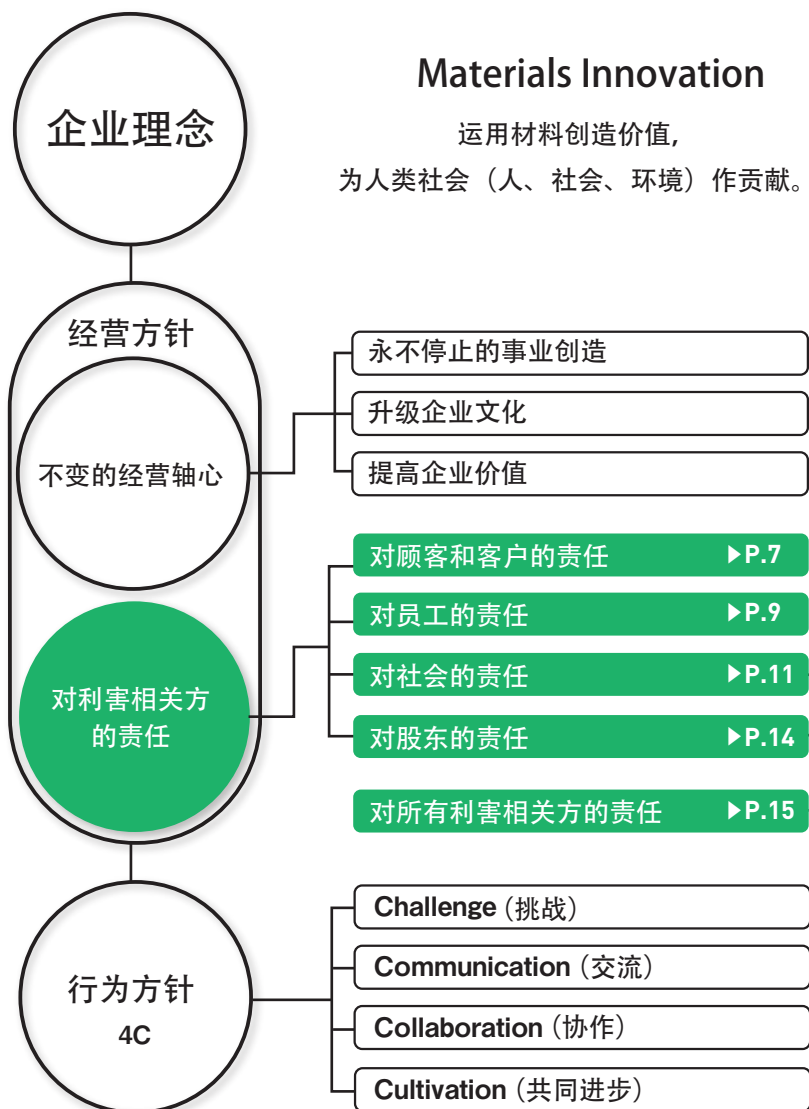 企业理念
Materials Innovation
运用材料创造价值,
为人类社会（人、社会、环境）作贡献。
经营方针
不变的经营轴心
永不停止的事业创造
升级企业文化
提高企业价值
对利害相关方
的责任
对顾客和客户的责任 ▶P.7
对员工的责任 ▶P.9
对社会的责任 ▶P.11
对股东的责任 ▶P.14
对所有利害相关方的责任 ▶P.15
行为方针
4C
Challenge（挑战）
Communication（交流）
Collaboration（协作）
Cultivation（共同进步）